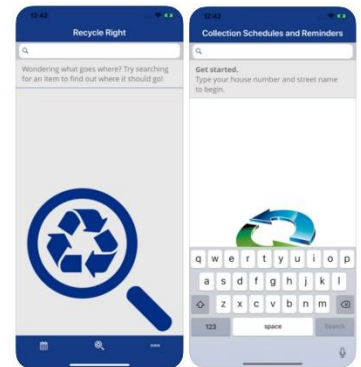 12:42
Recycle Right
Wondering what goes where? Try searching
for an item to find out where it should go!
12:42
Collection Schedules and Reminders
Get started.
Type your house number and street name
to begin.
q w e r t y u i o p
a s d f g h j k l
z x c v b n m
123 space Search